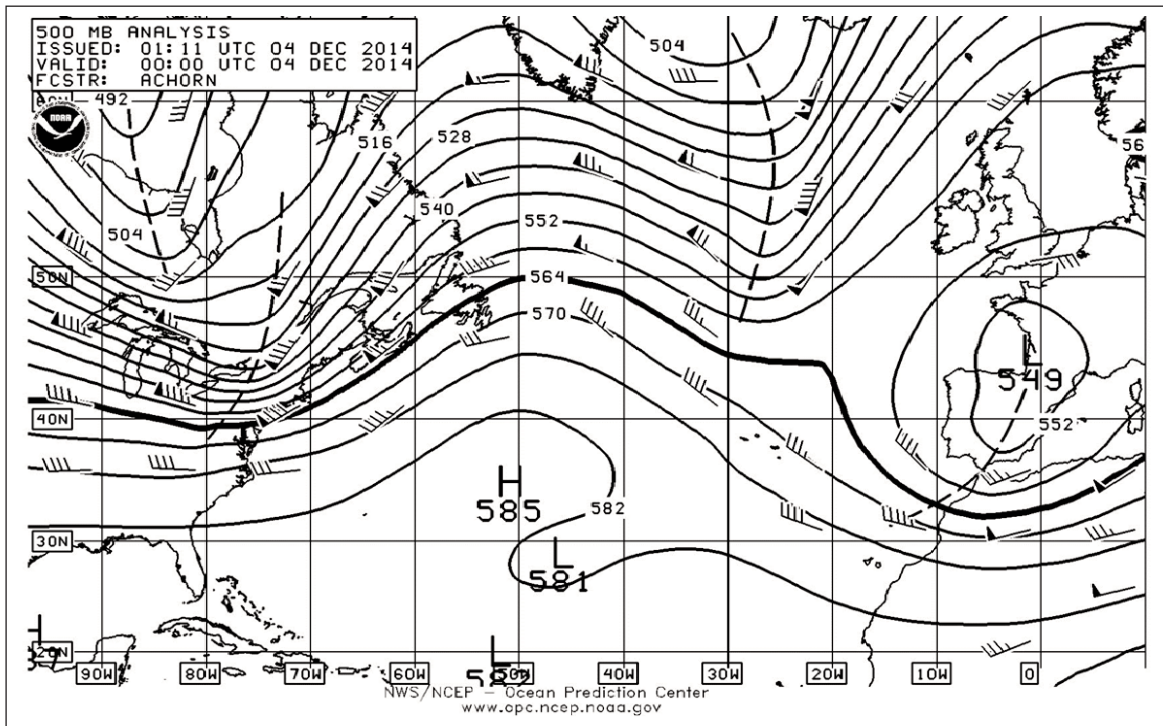 500 MB ANALYSIS
ISSUED: 01:11 UTC 04 DEC 2014
VALID: 00:00 UTC 04 DEC 2014
FCSTR: ACHORN
NOAA
492
504
516
528
504
540
552
564
570
50N
40N
30N
20N
L
549
552
H
585
582
L
581
L
90W
80W
70W
60W
40W
30W
20W
10W
0
NWS/NCEP – Ocean Prediction Center
www.opc.ncep.noaa.gov